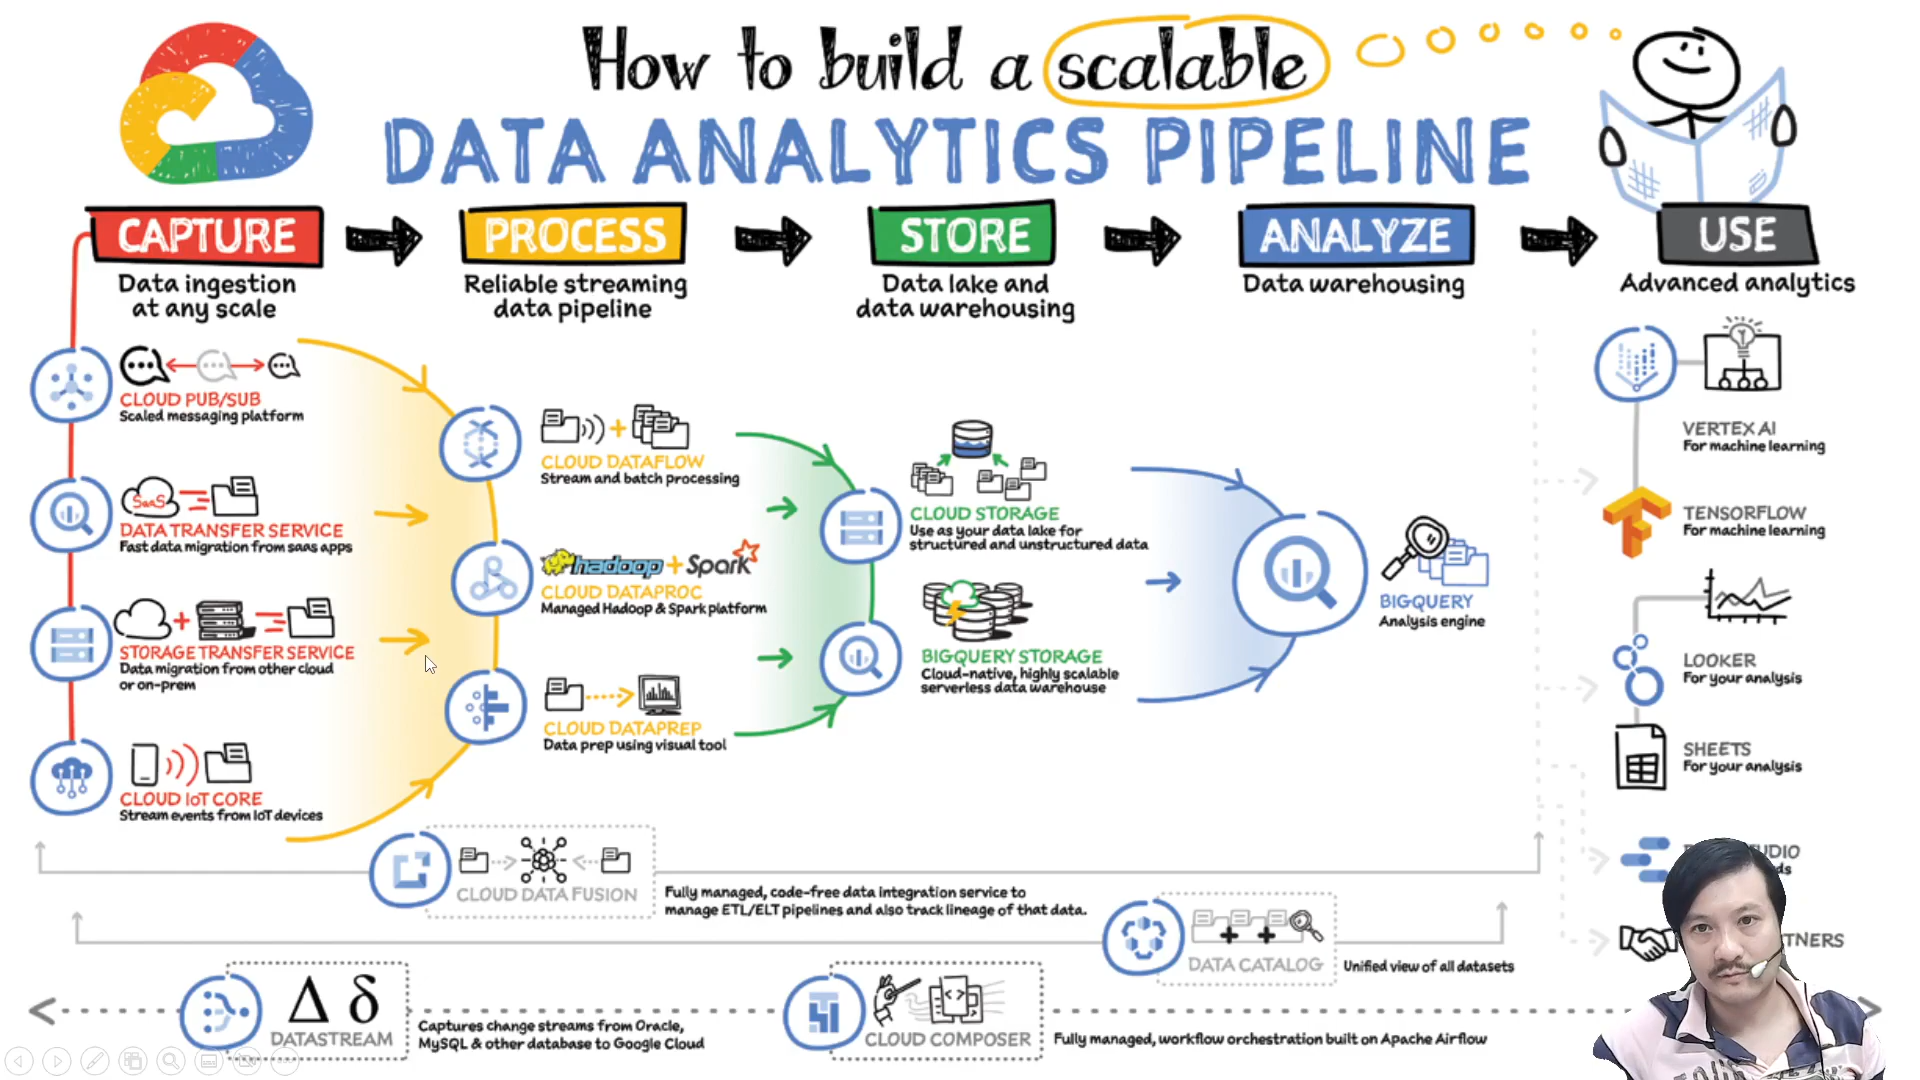 How to build a scalable
DATA ANALYTICS PIPELINE
CAPTURE
Data ingestion
at any scale
PROCESS
Reliable streaming
data pipeline
STORE
Data lake and
data warehousing
ANALYZE
Data warehousing
USE
Advanced analytics
CLOUD PUB/SUB
Scaled messaging platform
SaaS
DATA TRANSFER SERVICE
Fast data migration from saas apps
STORAGE TRANSFER SERVICE
Data migration from other cloud
or on-prem
CLOUD IoT CORE
Stream events from IoT devices
CLOUD DATAFLOW
Stream and batch processing
hadoop + Spark
CLOUD DATAPROC
Managed Hadoop & Spark platform
CLOUD DATAPREP
Data prep using visual tool
CLOUD STORAGE
Use as your data lake for
structured and unstructured data
BIGQUERY STORAGE
Cloud-native, highly scalable
serverless data warehouse
BIGQUERY
Analysis engine
VERTEX AI
For machine learning
TENSORFLOW
For machine learning
LOOKER
For your analysis
SHEETS
For your analysis
CLOUD DATA FUSION
Fully managed, code-free data integration service to
manage ETL/ELT pipelines and also track lineage of that data.
DATA CATALOG
Unified view of all datasets
Δ δ
DATASTREAM
Captures change streams from Oracle,
MySQL & other database to Google Cloud
CLOUD COMPOSER
Fully managed, workflow orchestration built on Apache Airflow